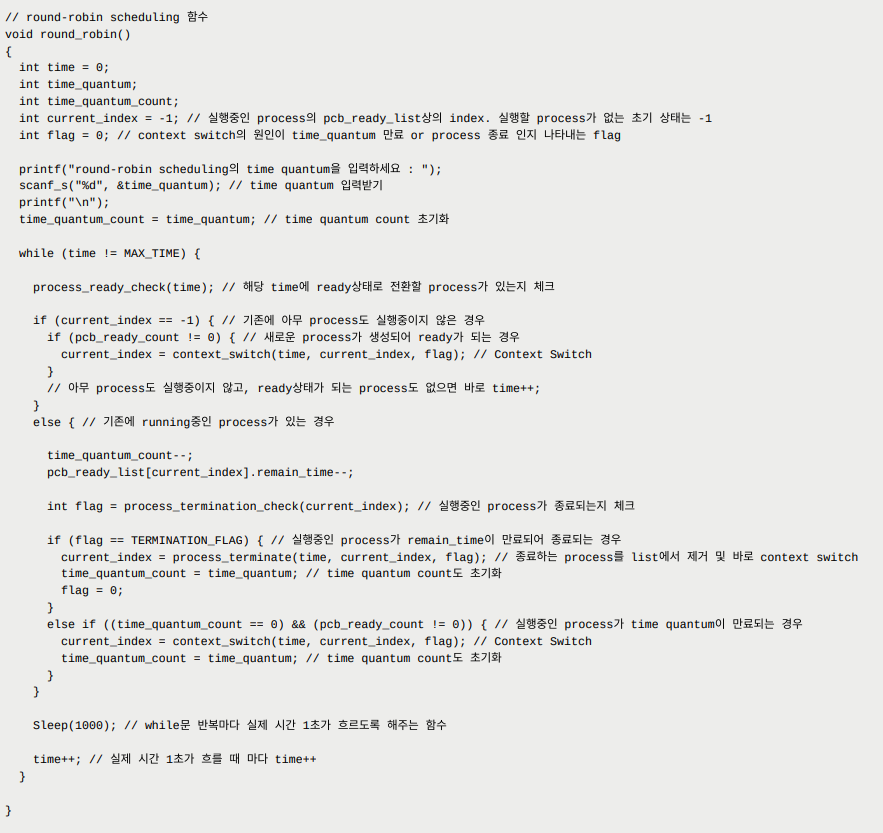 // round-robin scheduling 함수
void round_robin()
{
  int time = 0;
  int time_quantum;
  int time_quantum_count;
  int current_index = -1; // 실행중인 process의 pcb_ready_list상의 index. 실행할 process가 없는 초기 상태는 -1
  int flag = 0; // context switch의 원인이 time_quantum 만료 or process 종료 인지 나타내는 flag

  printf("round-robin scheduling의 time quantum을 입력하세요 : ");
  scanf_s("%d", &time_quantum); // time quantum 입력받기
  printf("\n");
  time_quantum_count = time_quantum; // time quantum count 초기화

  while (time != MAX_TIME) {

    process_ready_check(time); // 해당 time에 ready상태로 전환할 process가 있는지 체크

    if (current_index == -1) { // 기존에 아무 process도 실행중이지 않은 경우
      if (pcb_ready_count != 0) { // 새로운 process가 생성되어 ready가 되는 경우
        current_index = context_switch(time, current_index, flag); // Context Switch
      }
      // 아무 process도 실행중이지 않고, ready상태가 되는 process도 없으면 바로 time++;
    }
    else { // 기존에 running중인 process가 있는 경우

      time_quantum_count--;
      pcb_ready_list[current_index].remain_time--;

      int flag = process_termination_check(current_index); // 실행중인 process가 종료되는지 체크

      if (flag == TERMINATION_FLAG) { // 실행중인 process가 remain_time이 만료되어 종료되는 경우
        current_index = process_terminate(time, current_index, flag); // 종료하는 process를 list에서 제거 및 바로 context switch
        time_quantum_count = time_quantum; // time quantum count도 초기화
        flag = 0;
      }
      else if ((time_quantum_count == 0) && (pcb_ready_count != 0)) { // 실행중인 process가 time quantum이 만료되는 경우
        current_index = context_switch(time, current_index, flag); // Context Switch
        time_quantum_count = time_quantum; // time quantum count도 초기화
      }
    }

    Sleep(1000); // while문 반복마다 실제 시간 1초가 흐르도록 해주는 함수

    time++; // 실제 시간 1초가 흐를 때 마다 time++
  }

}